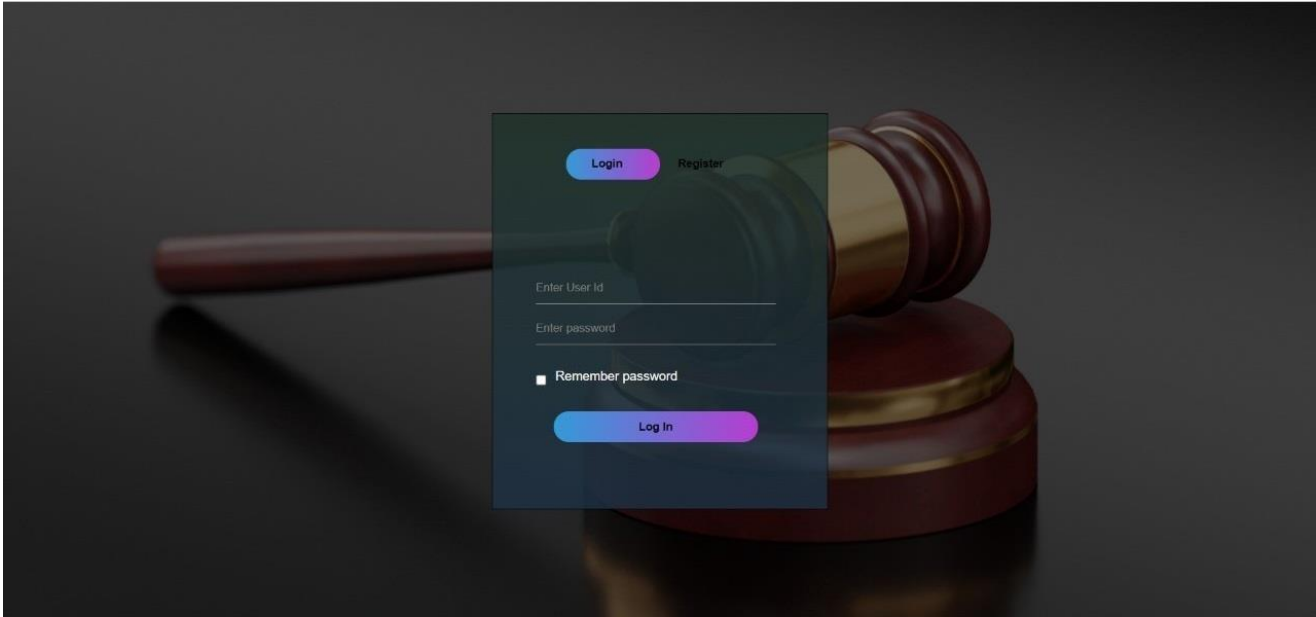 Login Register
Enter User Id
Enter password
Remember password
Log In